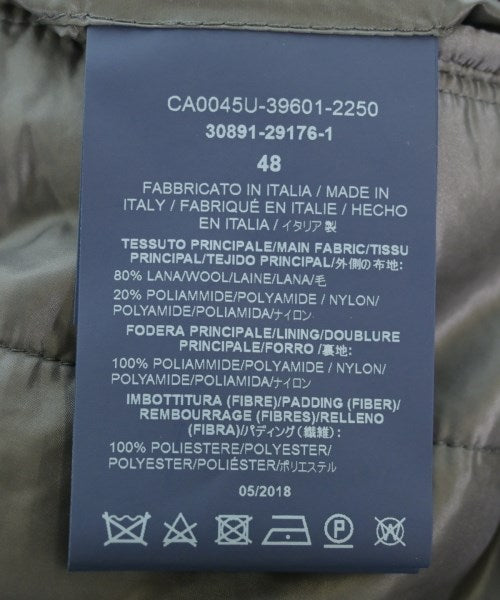 CA0045U-39601-2250
30891-29176-1
48
FABBRICATO IN ITALIA / MADE IN
ITALY / FABRIQUÉ EN ITALIE / HECHO
EN ITALIA / イタリア製
TESSUTO PRINCIPALE/MAIN FABRIC/TISSU
PRINCIPAL/TEJIDO PRINCIPAL/外側の布地:
80% LANA/WOOL/LAINE/LANA/毛
20% POLIAMMIDE/POLYAMIDE / NYLON/
POLYAMIDE/POLIAMIDA/ナイロン
FODERA PRINCIPALE/LINING/DOUBLURE
PRINCIPALE/FORRO /裏地:
100% POLIAMMIDE/POLYAMIDE / NYLON/
POLYAMIDE/POLIAMIDA/ナイロン
IMBOTTITURA (FIBRE)/PADDING (FIBER)/
REMBOURRAGE (FIBRES)/RELLENO
(FIBRA)/パディング(繊維):
100% POLIESTERE/POLYESTER/
POLYESTER/POLIÉSTER/ポリエステル
05/2018
P
W